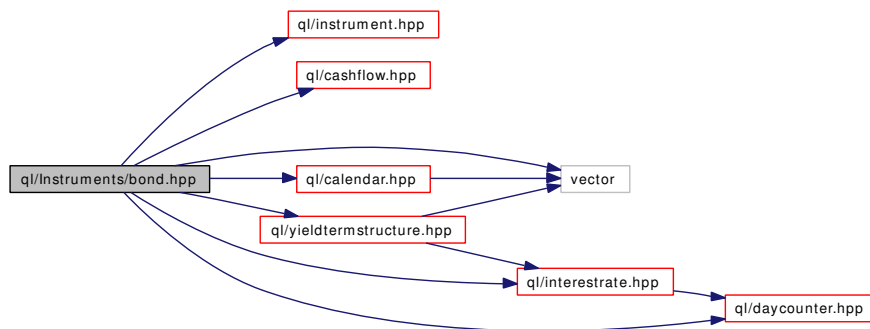 ql/instrument.hpp
ql/cashflow.hpp
ql/Instruments/bond.hpp
ql/calendar.hpp
vector
ql/yieldtermstructure.hpp
ql/interestrate.hpp
ql/daycounter.hpp